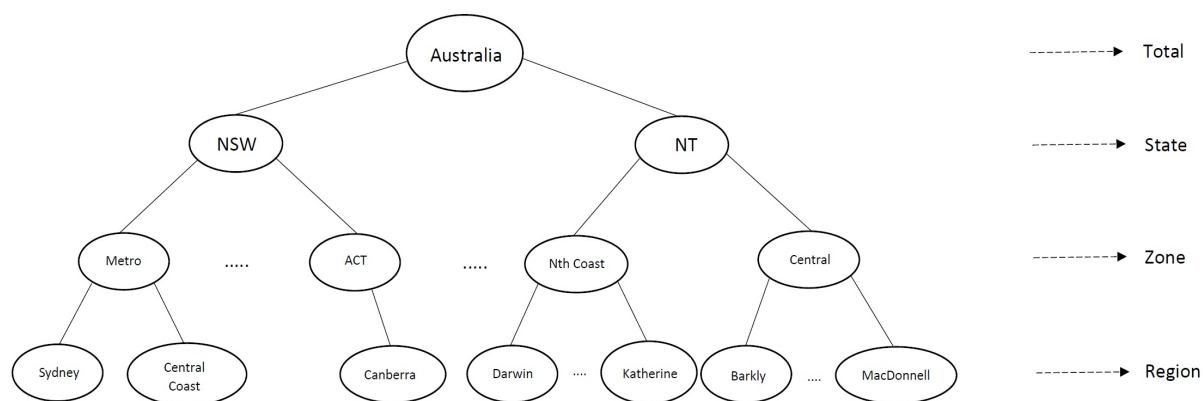 Australia
Total
NSW
NT
State
Metro
.....
ACT
.....
Nth Coast
Central
Zone
Sydney
Central
Coast
Canberra
Darwin
....
Katherine
Barkly
....
MacDonnell
Region